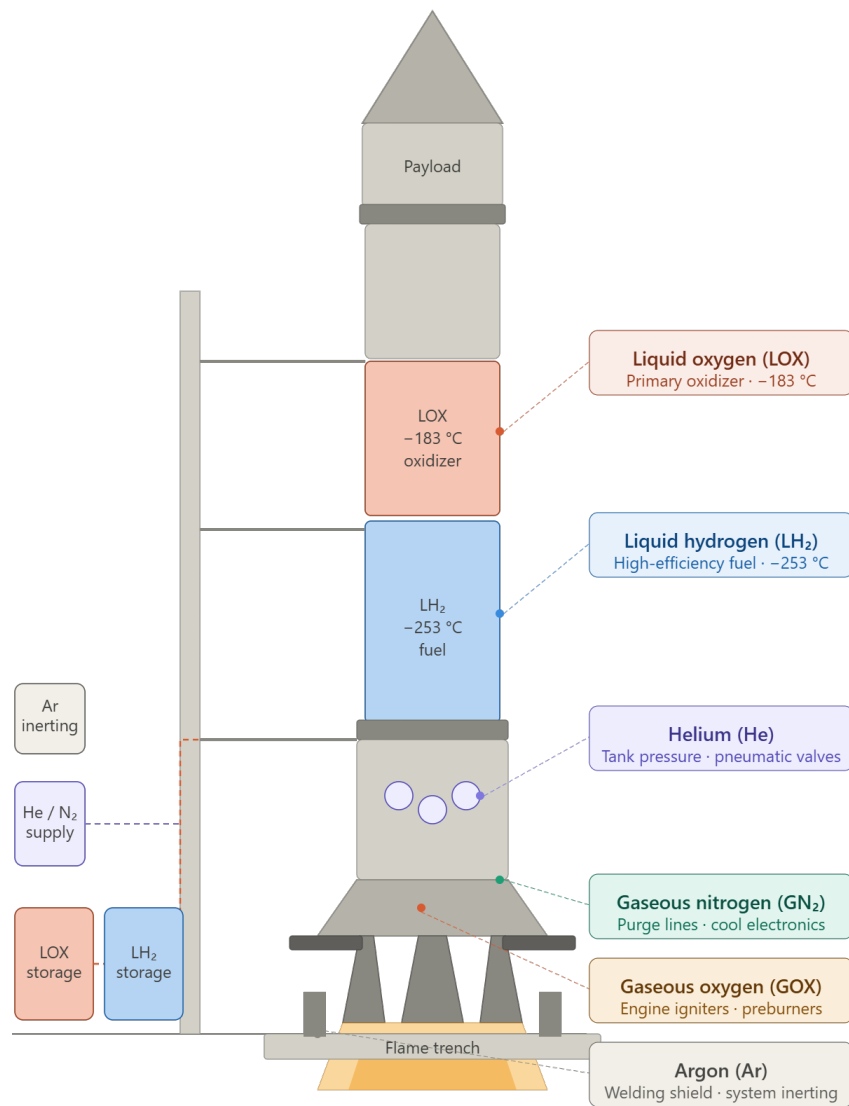 Payload
LOX
−183 °C
oxidizer
Liquid oxygen (LOX)
Primary oxidizer · −183 °C
LH₂
−253 °C
fuel
Liquid hydrogen (LH₂)
High-efficiency fuel · −253 °C
Ar
inerting
He / N₂
supply
Helium (He)
Tank pressure · pneumatic valves
LOX
storage
LH₂
storage
Gaseous nitrogen (GN₂)
Purge lines · cool electronics
Gaseous oxygen (GOX)
Engine igniters · preburners
Flame trench
Argon (Ar)
Welding shield · system inerting